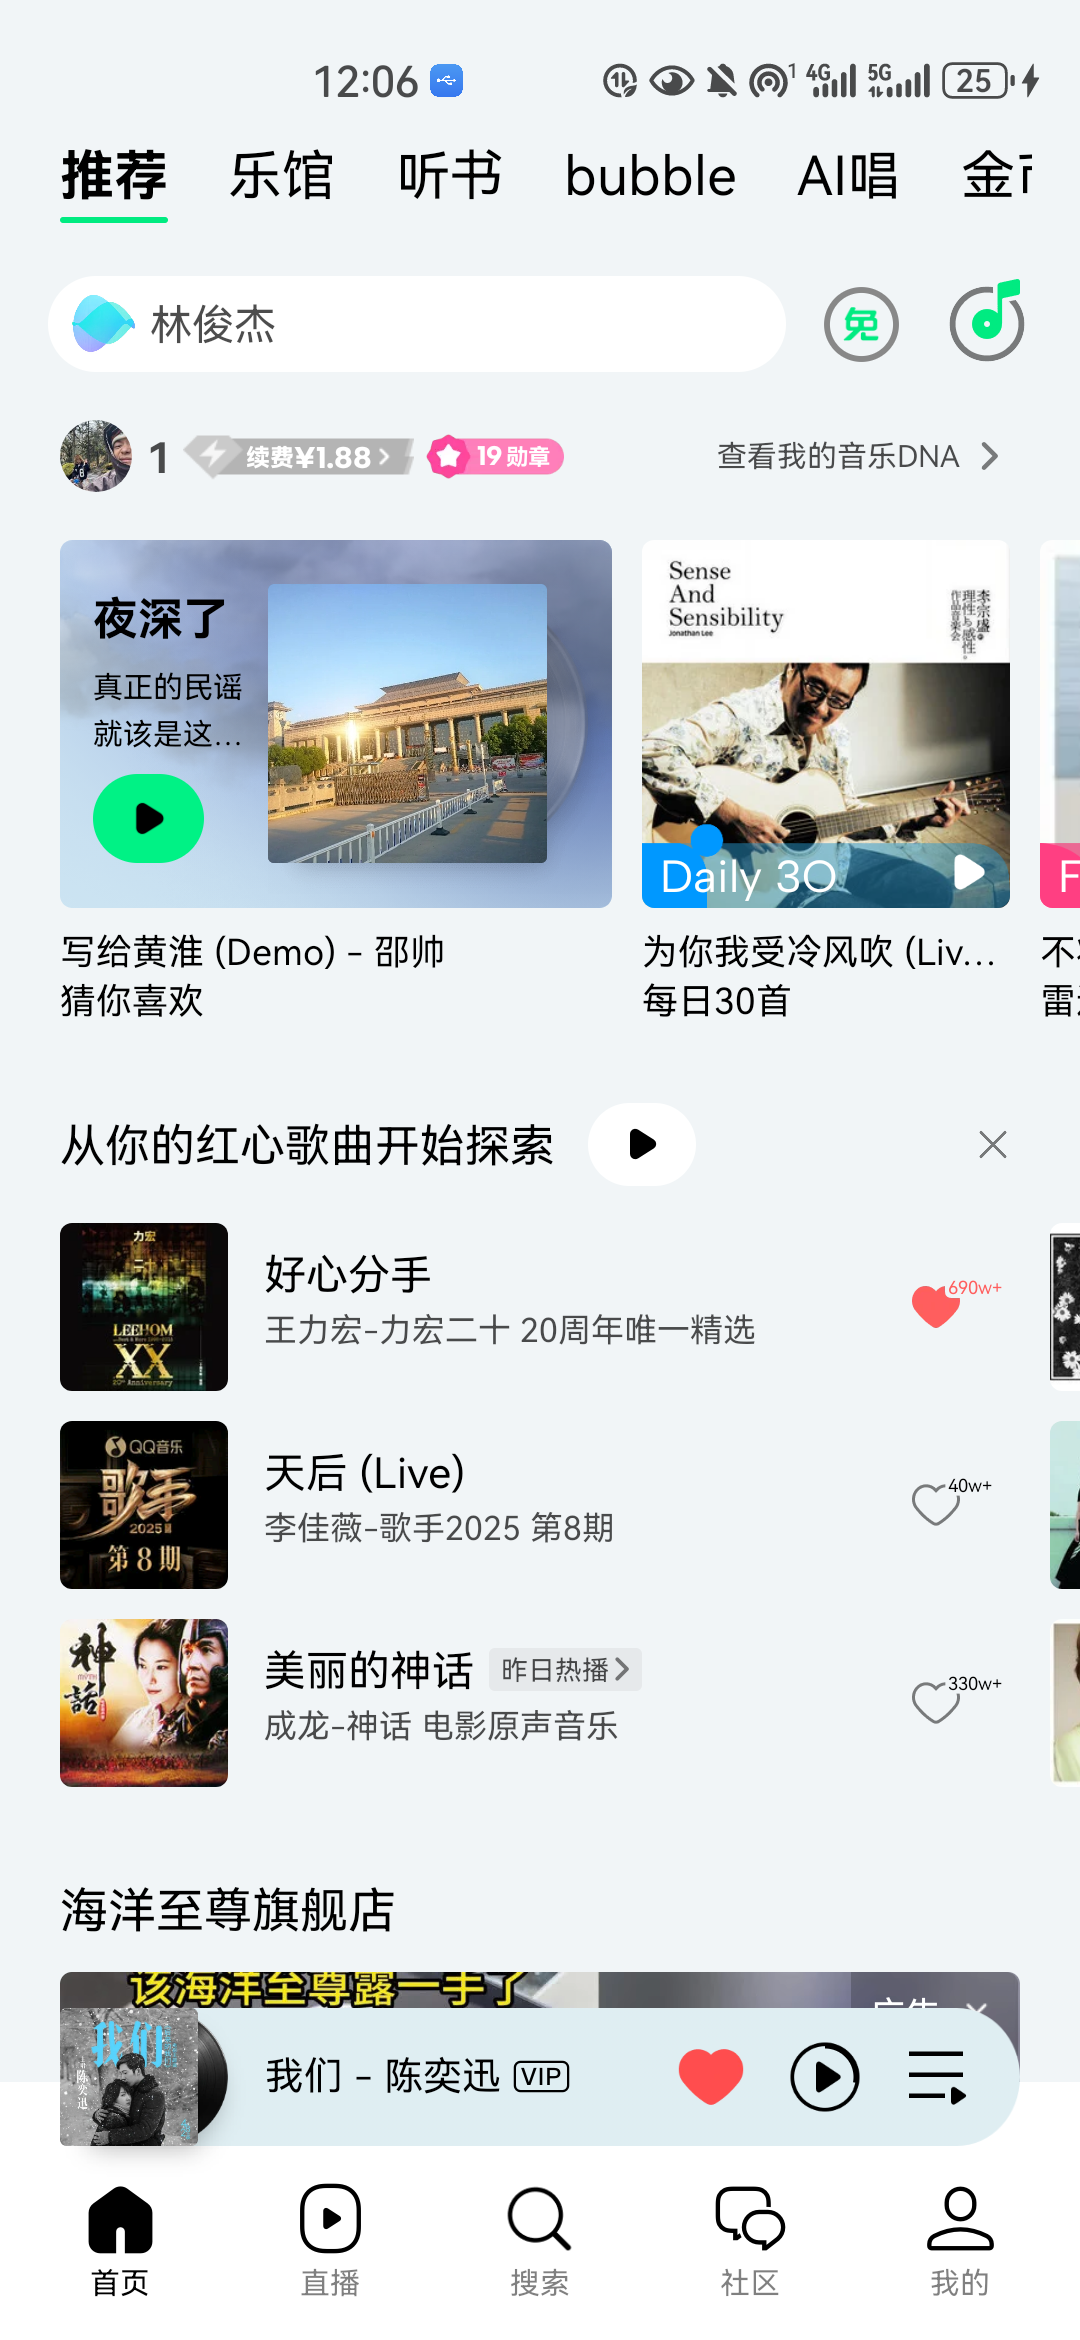 12:06
1 4G 5G 25
推荐 乐馆 听书 bubble AI唱
林俊杰 免
1 续费¥1.88 19 勋章 查看我的音乐DNA
夜深了
真正的民谣
就该是这...
Sense
And
Sensibility
Jonathan Lee
李宗盛
理性与感性
作品音乐会
Daily 30
F
写给黄淮 (Demo) - 邵帅
猜你喜欢
为你我受冷风吹 (Liv...
每日30首
从你的红心歌曲开始探索
力宏
二十
LEEHOM
XX
20th Anniversary
好心分手
王力宏-力宏二十 20周年唯一精选
690w+
QQ音乐
歌手
2025
第8期
天后 (Live)
李佳薇-歌手2025 第8期
40w+
神话
美丽的神话 昨日热播
成龙-神话 电影原声音乐
330w+
海洋至尊旗舰店
该海洋至尊露一手了
广告
我们
陈奕迅
我们 - 陈奕迅 VIP
首页 直播 搜索 社区 我的